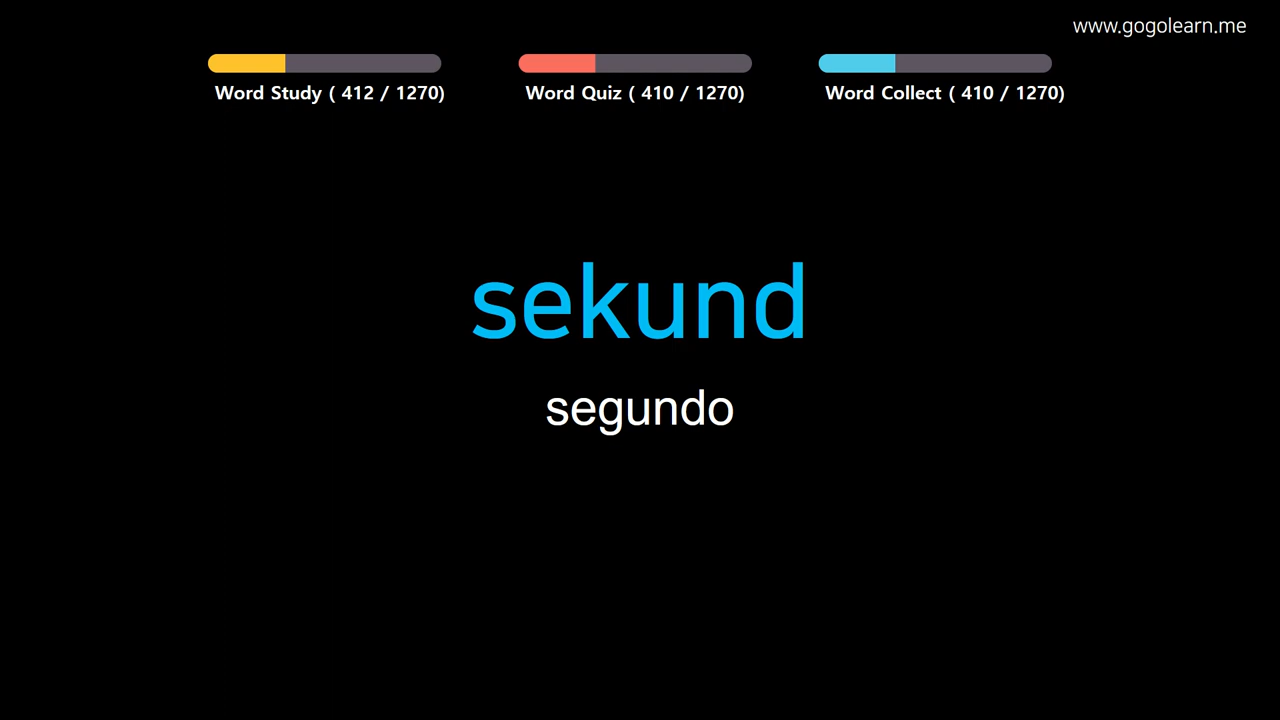 www.gogolearn.me
Word Study ( 412 / 1270)
Word Quiz ( 410 / 1270)
Word Collect ( 410 / 1270)
sekund
segundo